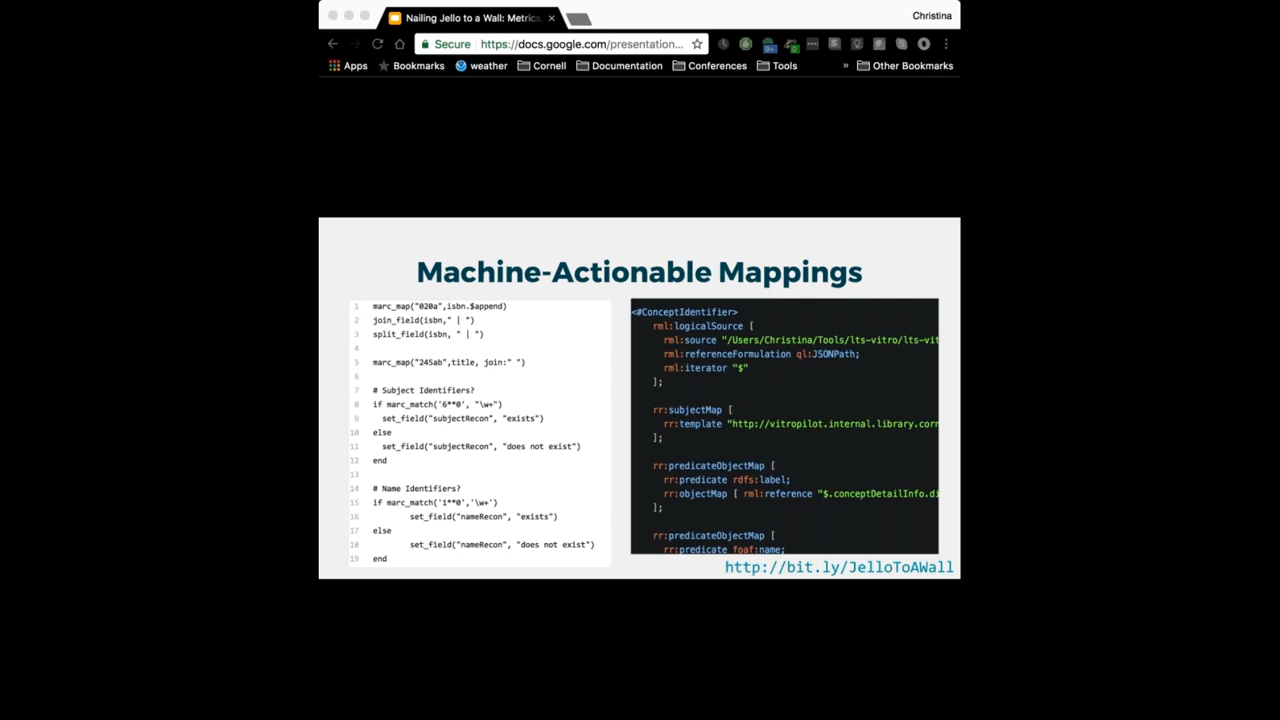 Nailing Jello to a Wall: Metrics,
Christina
Secure
https://docs.google.com/presentation...
Apps
Bookmarks
weather
Cornell
Documentation
Conferences
Tools
»
Other Bookmarks
Machine-Actionable Mappings
1 marc_map("020a",isbn.$append)
2 join_field(isbn," | ")
3 split_field(isbn, " | ")
4
5 marc_map("245ab",title, join:" ")
6
7 # Subject Identifiers?
8 if marc_match('6**0', "\w+")
9 set_field("subjectRecon", "exists")
10 else
11 set_field("subjectRecon", "does not exist")
12 end
13
14 # Name Identifiers?
15 if marc_match('1**0','\w+')
16 set_field("nameRecon", "exists")
17 else
18 set_field("nameRecon", "does not exist")
19 end
<#ConceptIdentifier>
rml:logicalSource [
rml:source "/Users/Christina/Tools/lts-vitro/lts-vit
rml:referenceFormulation ql:JSONPath;
rml:iterator "$"
];
rr:subjectMap [
rr:template "http://vitropilot.internal.library.corn
];
rr:predicateObjectMap [
rr:predicate rdfs:label;
rr:objectMap [ rml:reference "$.conceptDetailInfo.di
];
rr:predicateObjectMap [
rr:predicate foaf:name;
http://bit.ly/JelloToAWall